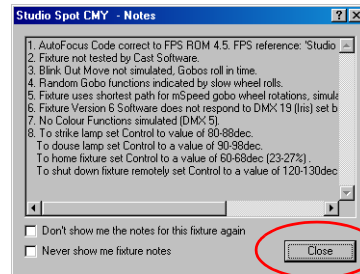 Studio Spot CMY - Notes
1. AutoFocus Code correct to FPS ROM 4.5. FPS reference: 'Studio
2. Fixture not tested by Cast Software.
3. Blink Out Move not simulated, Gobos roll in time.
4. Random Gobo functions indicated by slow wheel rolls.
5. Fixture uses shortest path for mSpeed gobo wheel rotations, simula
6. Fixture Version 6 Software does not respond to DMX 19 (Iris) set b
7. No Colour Functions simulated (DMX 5).
8. To strike lamp set Control to value of 80-88dec.
To douse lamp set Control to a value of 90-98dec.
To home fixture set Control to a value of 60-68dec (23-27%) .
To shut down fixture remotely set Control to a value of 120-130dec
Don't show me the notes for this fixture again
Never show me fixture notes
Close